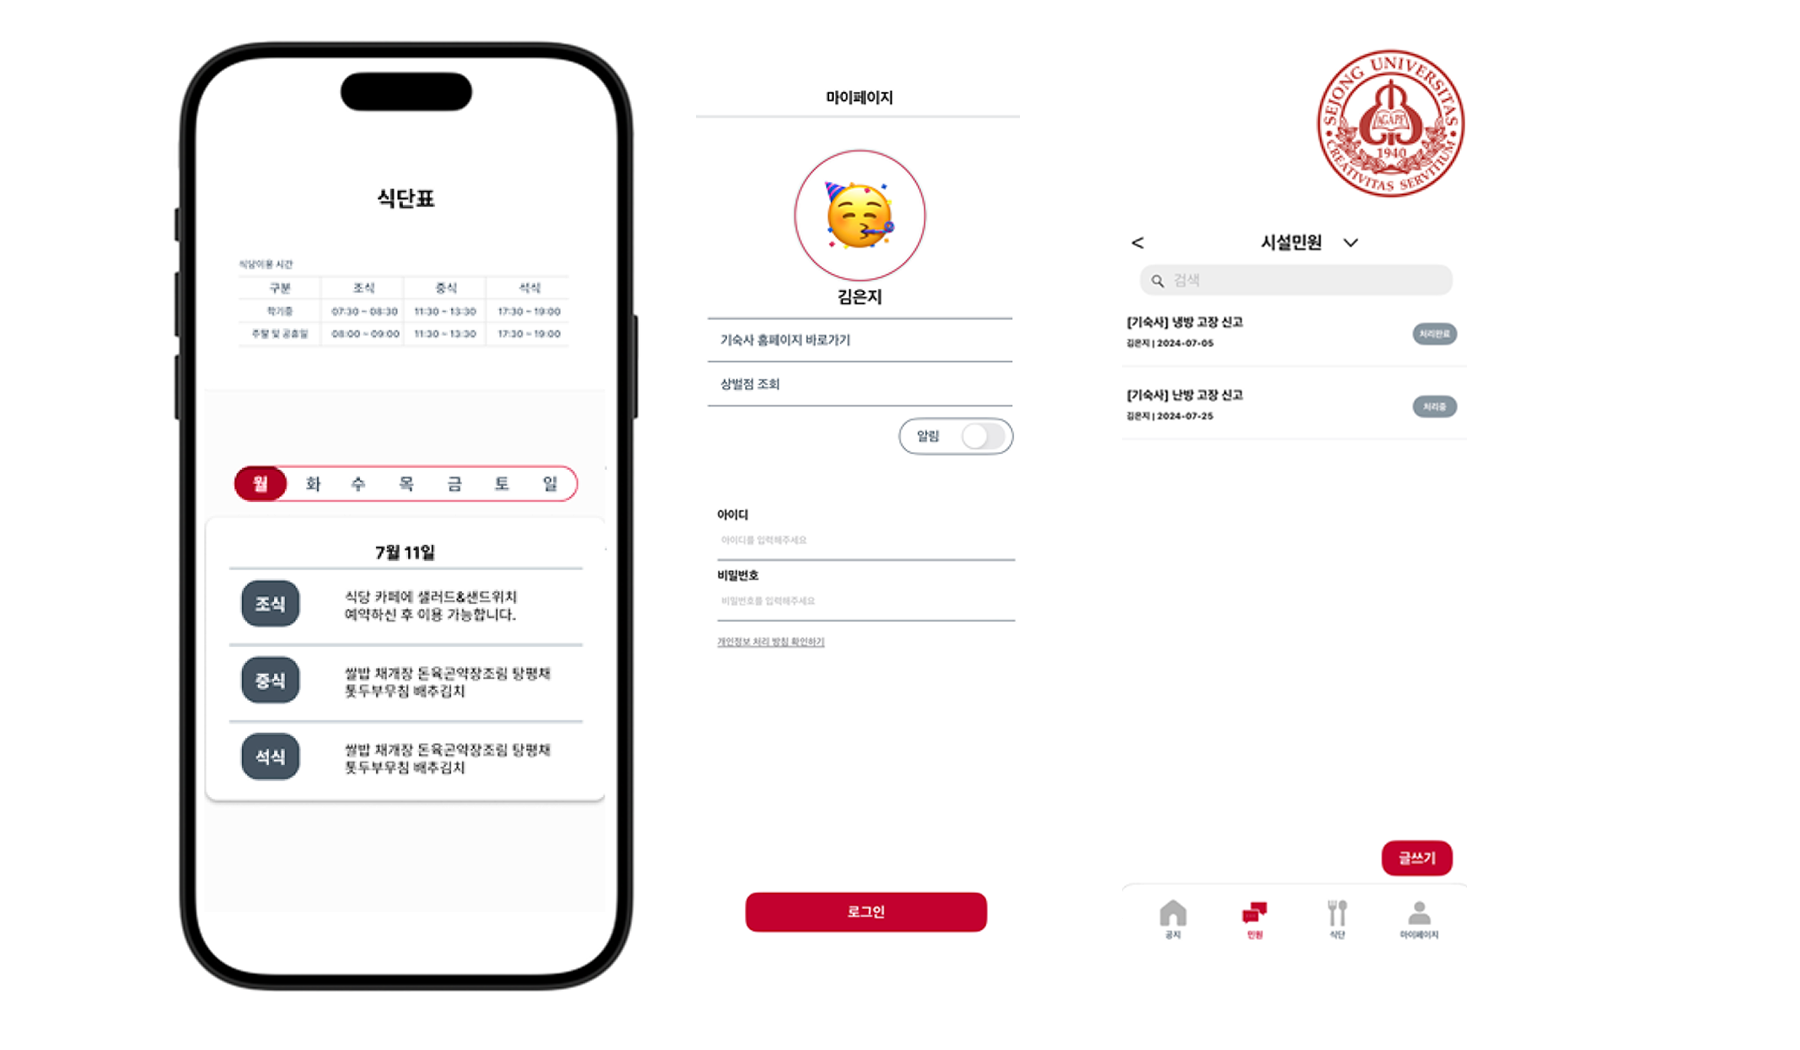 식단표
식당이용 시간
구분 조식 중식 석식
학기중 07:30 ~ 08:30 11:30 ~ 13:30 17:30 ~ 19:00
주말 및 공휴일 08:00 ~ 09:00 11:30 ~ 13:30 17:30 ~ 19:00
월 화 수 목 금 토 일
7월 11일
조식
식당 카페에 샐러드&샌드위치
예약하신 후 이용 가능합니다.
중식
쌀밥 채개장 돈육곤약장조림 탕평채
톳두부무침 배추김치
석식
쌀밥 채개장 돈육곤약장조림 탕평채
톳두부무침 배추김치
마이페이지
김은지
기숙사 홈페이지 바로가기
상벌점 조회
알림
아이디
아이디를 입력해주세요
비밀번호
비밀번호를 입력해주세요
개인정보 처리 방침 확인하기
로그인
SEJONG UNIVERSITAS
AGAPE
1940
CREATIVITAS SERVITIUM
< 시설민원
검색
[기숙사] 냉방 고장 신고
김은지 | 2024-07-05
처리완료
[기숙사] 난방 고장 신고
김은지 | 2024-07-25
처리중
글쓰기
공지 민원 식단 마이페이지